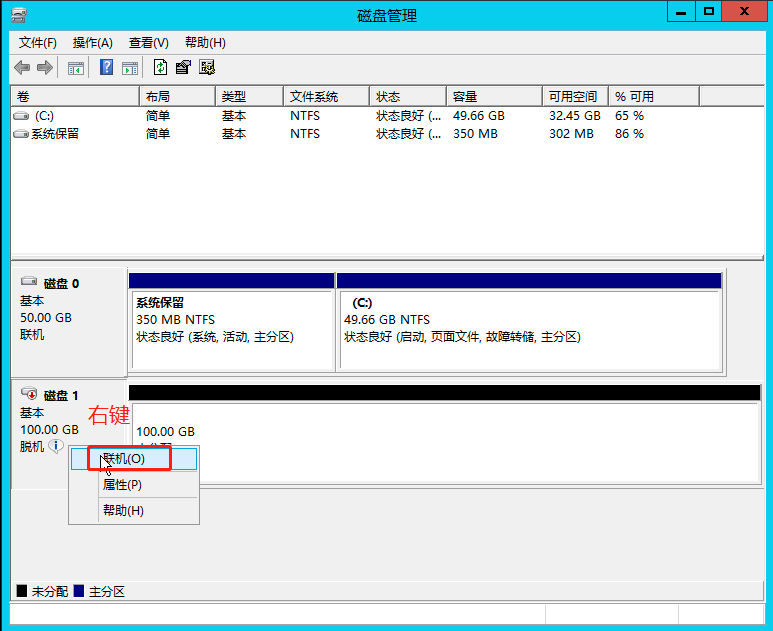 磁盘管理
文件(F) 操作(A) 查看(V) 帮助(H)
卷 布局 类型 文件系统 状态 容量 可用空间 % 可用
(C:) 简单 基本 NTFS 状态良好 (... 49.66 GB 32.45 GB 65 %
系统保留 简单 基本 NTFS 状态良好 (... 350 MB 302 MB 86 %
磁盘 0
基本
50.00 GB
联机
系统保留
350 MB NTFS
状态良好 (系统, 活动, 主分区)
(C:)
49.66 GB NTFS
状态良好 (启动, 页面文件, 故障转储, 主分区)
磁盘 1
基本
100.00 GB
脱机
右键
100.00 GB
联机(O)
属性(P)
帮助(H)
未分配 主分区